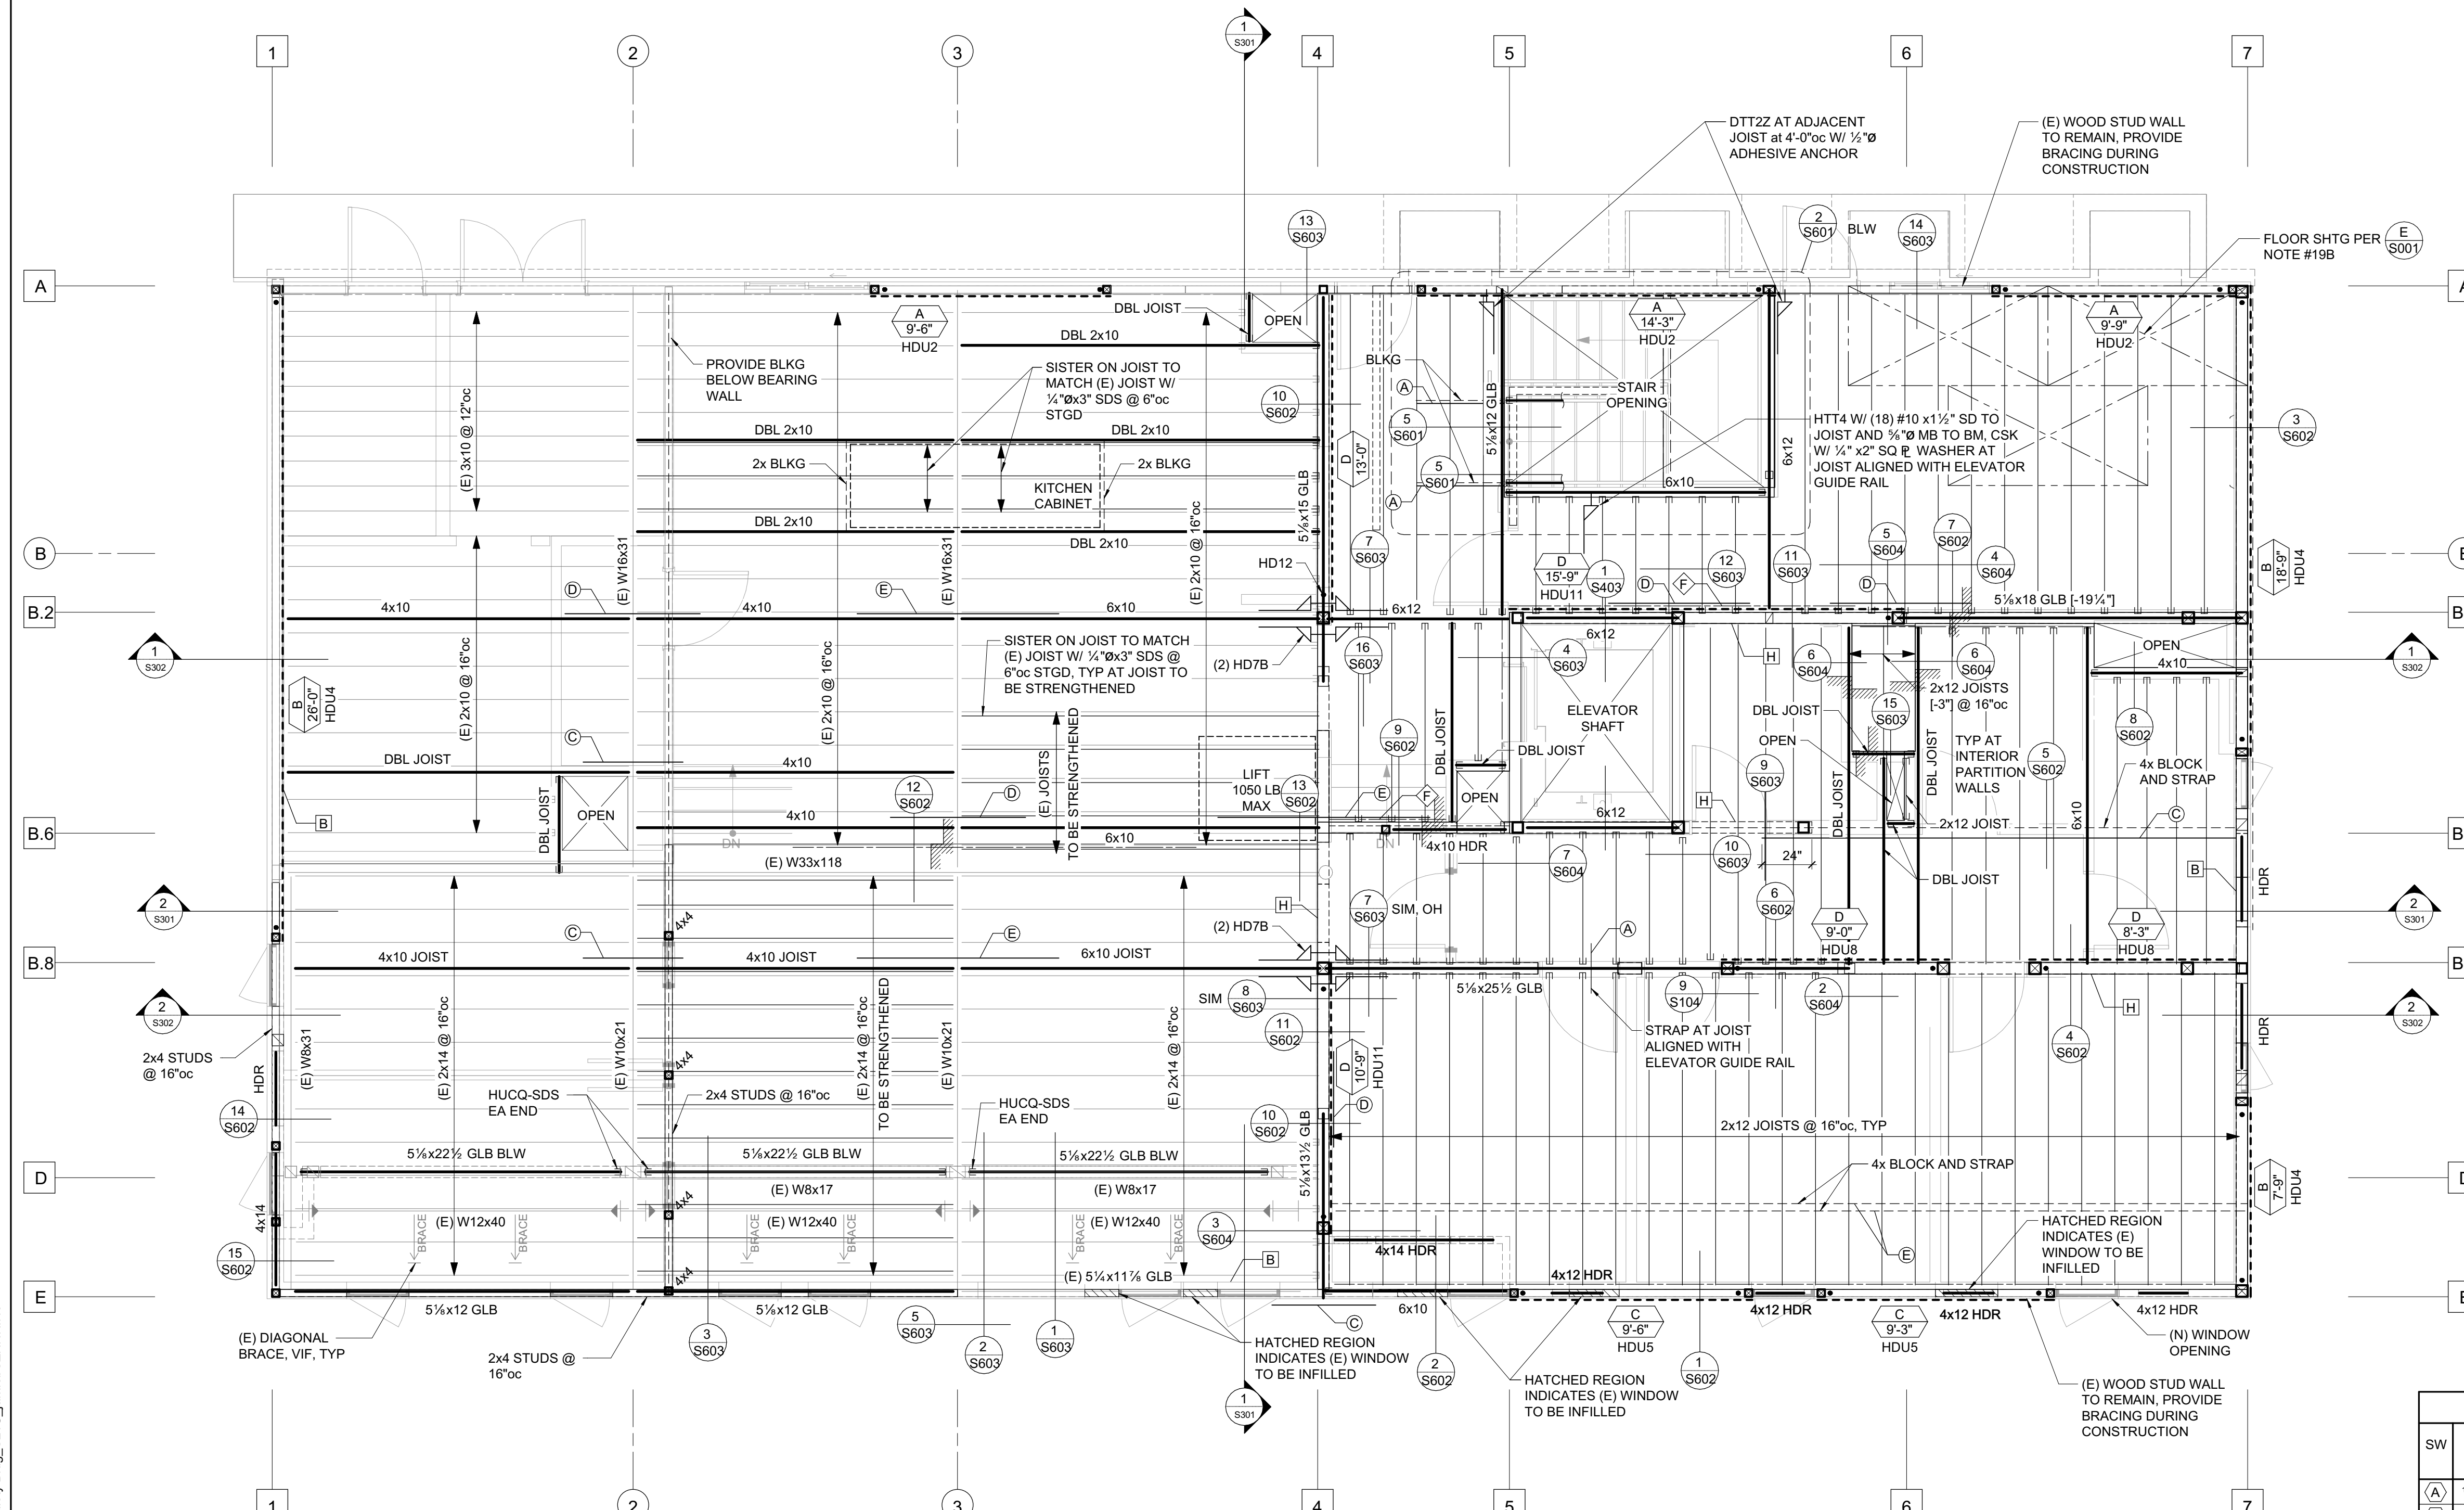 1
S301
1
2
3
4
5
6
7
DTT2Z AT ADJACENT
JOIST at 4'-0"oc W/ ½"Ø
ADHESIVE ANCHOR
(E) WOOD STUD WALL
TO REMAIN, PROVIDE
BRACING DURING
CONSTRUCTION
13
S603
2
S601
BLW
14
S603
FLOOR SHTG PER
NOTE #19B
E
S001
A
DBL JOIST
OPEN
A
9'-6"
HDU2
DBL 2x10
A
14'-3"
HDU2
A
9'-9"
HDU2
PROVIDE BLKG
BELOW BEARING
WALL
SISTER ON JOIST TO
MATCH (E) JOIST W/
¼"Øx3" SDS @ 6"oc
STGD
BLKG
A
STAIR
OPENING
10
S602
5
S601
5⅛x12 GLB
HTT4 W/ (18) #10 x1½" SD TO
JOIST AND ⅝"Ø MB TO BM, CSK
W/ ¼" x2" SQ PL WASHER AT
JOIST ALIGNED WITH ELEVATOR
GUIDE RAIL
3
S602
(E) 3x10 @ 12"oc
DBL 2x10
DBL 2x10
2x BLKG
2x BLKG
KITCHEN
CABINET
D
13'-0"
5
S601
6x12
6x10
A
DBL 2x10
DBL 2x10
5⅛x15 GLB
7
S603
B
(E) W16x31
(E) W16x31
(E) 2x10 @ 16"oc
HD12
D
15'-9"
HDU11
1
S403
12
S603
11
S603
5
S604
7
S602
4
S604
B
18'-9"
HDU4
D
E
D
F
D
B.2
4x10
4x10
6x10
6x12
5⅛x18 GLB [-19¼"]
1
S302
(E) 2x10 @ 16"oc
(E) 2x10 @ 16"oc
SISTER ON JOIST TO MATCH
(E) JOIST W/ ¼"Øx3" SDS @
6"oc STGD, TYP AT JOIST TO
BE STRENGTHENED
(2) HD7B
16
S603
4
S603
6x12
H
6
S604
6
S604
OPEN
4x10
1
S302
B
26'-0"
HDU4
2x12 JOISTS
[-3"] @ 16"oc
ELEVATOR
SHAFT
DBL JOIST
15
S603
8
S602
C
9
S602
OPEN
TYP AT
INTERIOR
PARTITION
WALLS
5
S602
4x BLOCK
AND STRAP
DBL JOIST
4x10
DBL JOIST
DBL JOIST
(E) JOISTS
TO BE STRENGTHENED
LIFT
1050 LB
MAX
13
S602
E
F
OPEN
9
S603
H
DBL JOIST
DBL JOIST
C
12
S602
D
DBL JOIST
OPEN
B
4x10
6x10
6x12
2x12 JOIST
6x10
B.6
DN
DN
4x10 HDR
(E) W33x118
7
S604
10
S603
24"
DBL JOIST
B
HDR
2
S301
H
7
S603
SIM, OH
6
S602
D
9'-0"
HDU8
D
8'-3"
HDU8
2
S301
C
4x4
E
(2) HD7B
A
B.8
4x10 JOIST
4x10 JOIST
6x10 JOIST
SIM
8
S603
5⅛x25½ GLB
9
S104
2
S604
H
2
S302
2
S302
2x4 STUDS
@ 16"oc
HDR
(E) W8x31
(E) 2x14 @ 16"oc
(E) W10x21
(E) 2x14 @ 16"oc
TO BE STRENGTHENED
(E) W10x21
(E) 2x14 @ 16"oc
11
S602
D
10'-9"
HDU11
STRAP AT JOIST
ALIGNED WITH
ELEVATOR GUIDE RAIL
4
S602
HDR
4x4
HUCQ-SDS
EA END
2x4 STUDS @ 16"oc
HUCQ-SDS
EA END
D
14
S602
10
S602
5⅛x13½ GLB
2x12 JOISTS @ 16"oc, TYP
5⅛x22½ GLB BLW
5⅛x22½ GLB BLW
5⅛x22½ GLB BLW
4x BLOCK AND STRAP
B
7'-9"
HDU4
D
(E) W8x17
(E) W8x17
4x4
4x14
(E) W12x40
(E) W12x40
(E) W12x40
BRACE
BRACE
BRACE
BRACE
BRACE
BRACE
3
S604
HATCHED REGION
INDICATES (E)
WINDOW TO BE
INFILLED
15
S602
B
4x14 HDR
E
4x4
(E) 5¼x11⅞ GLB
4x12 HDR
E
5⅛x12 GLB
5⅛x12 GLB
6x10
C
4x12 HDR
4x12 HDR
4x12 HDR
C
9'-6"
HDU5
C
9'-3"
HDU5
(E) DIAGONAL
BRACE, VIF, TYP
2x4 STUDS @
16"oc
3
S603
5
S603
2
S603
1
S603
HATCHED REGION
INDICATES (E) WINDOW
TO BE INFILLED
2
S602
HATCHED REGION
INDICATES (E) WINDOW
TO BE INFILLED
1
S602
(N) WINDOW
OPENING
(E) WOOD STUD WALL
TO REMAIN, PROVIDE
BRACING DURING
CONSTRUCTION
1
S301
SW
A
1
2
3
4
5
6
7